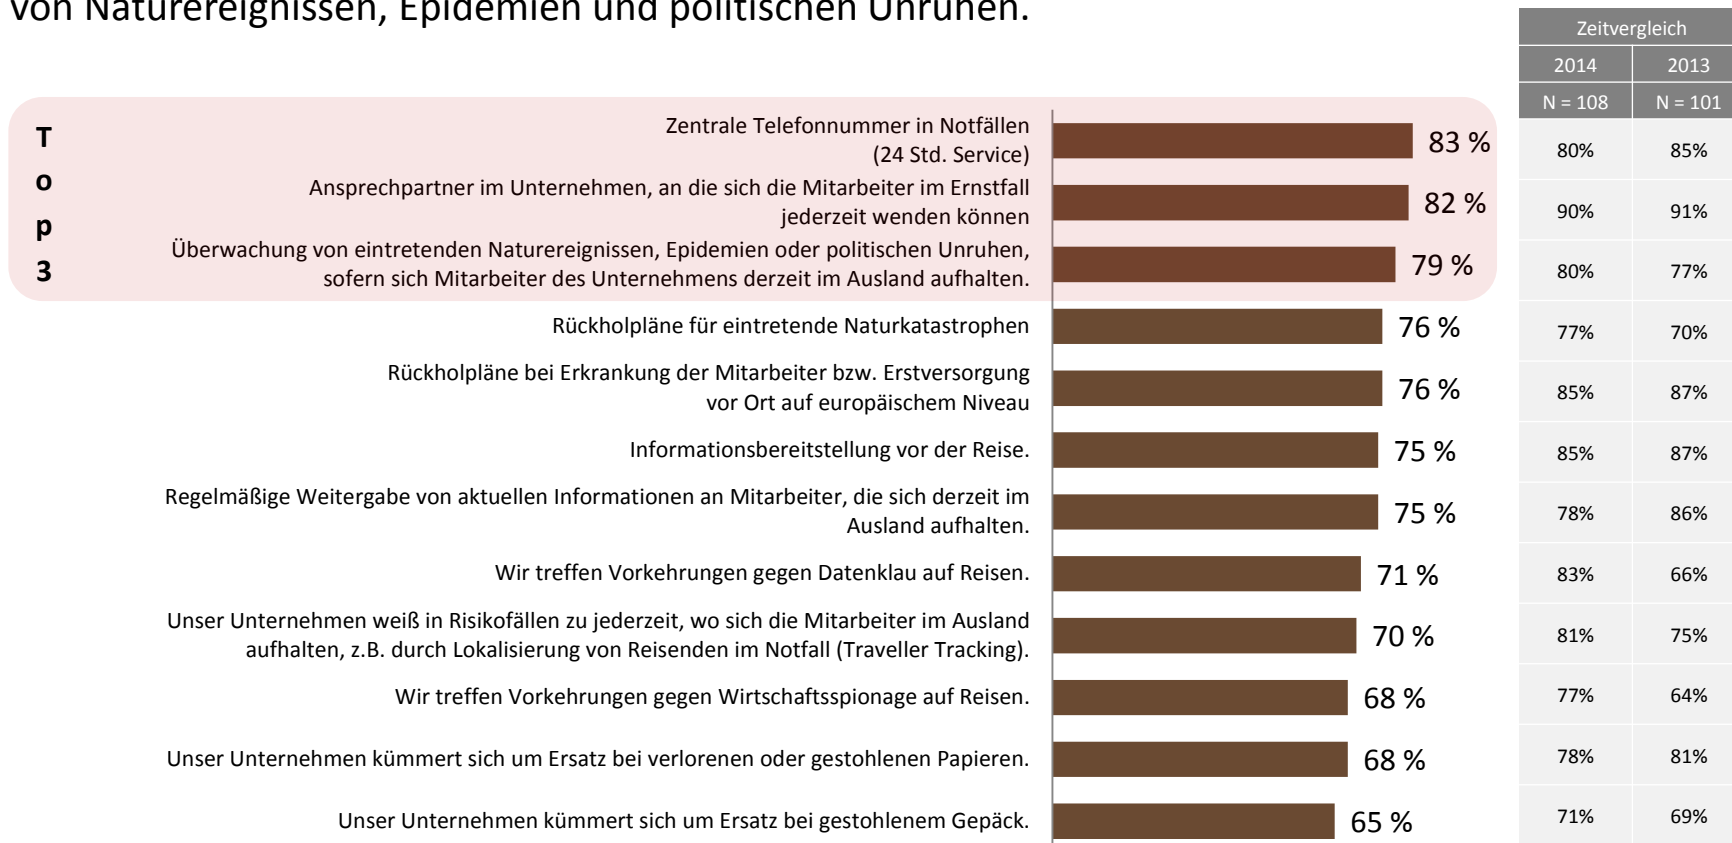 von Naturereignissen, Epidemien und politischen Unruhen.
Zeitvergleich
2014 2013
N = 108 N = 101
Top3
Zentrale Telefonnummer in Notfällen
(24 Std. Service)
83 % 80% 85%
Ansprechpartner im Unternehmen, an die sich die Mitarbeiter im Ernstfall
jederzeit wenden können
82 % 90% 91%
Überwachung von eintretenden Naturereignissen, Epidemien oder politischen Unruhen,
sofern sich Mitarbeiter des Unternehmens derzeit im Ausland aufhalten.
79 % 80% 77%
Rückholpläne für eintretende Naturkatastrophen 76 % 77% 70%
Rückholpläne bei Erkrankung der Mitarbeiter bzw. Erstversorgung
vor Ort auf europäischem Niveau
76 % 85% 87%
Informationsbereitstellung vor der Reise. 75 % 85% 87%
Regelmäßige Weitergabe von aktuellen Informationen an Mitarbeiter, die sich derzeit im
Ausland aufhalten.
75 % 78% 86%
Wir treffen Vorkehrungen gegen Datenklau auf Reisen. 71 % 83% 66%
Unser Unternehmen weiß in Risikofällen zu jederzeit, wo sich die Mitarbeiter im Ausland
aufhalten, z.B. durch Lokalisierung von Reisenden im Notfall (Traveller Tracking).
70 % 81% 75%
Wir treffen Vorkehrungen gegen Wirtschaftsspionage auf Reisen. 68 % 77% 64%
Unser Unternehmen kümmert sich um Ersatz bei verlorenen oder gestohlenen Papieren. 68 % 78% 81%
Unser Unternehmen kümmert sich um Ersatz bei gestohlenem Gepäck. 65 % 71% 69%